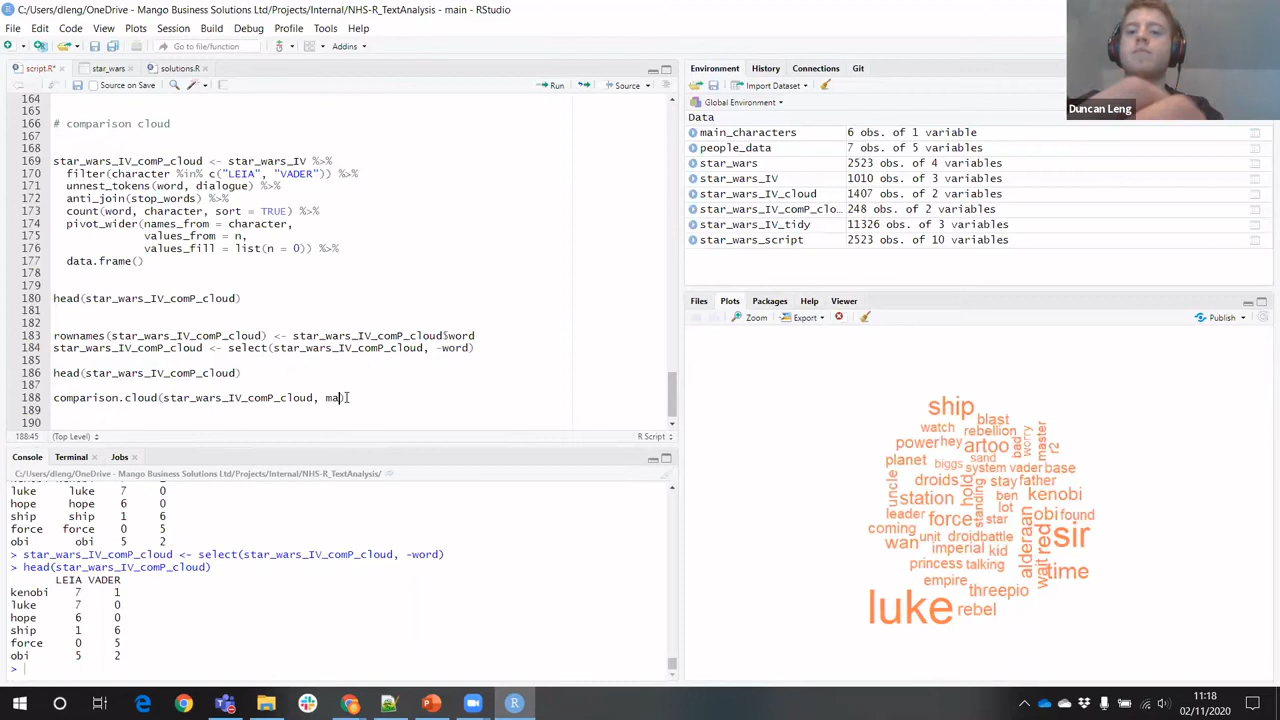 C:/Users/dleng/OneDrive - Mango Business Solutions Ltd/Projects/Internal/NHS-R_TextAnalysis - main - RStudio
File Edit Code View Plots Session Build Debug Profile Tools Help
Go to file/function Addins
script.R* star_wars solutions.R
Source on Save Run Source
164
165
166 # comparison cloud
167
168
169 star_wars_IV_comP_cloud <- star_wars_IV %>%
170 filter(character %in% c("LEIA", "VADER")) %>%
171 unnest_tokens(word, dialogue) %>%
172 anti_join(stop_words) %>%
173 count(word, character, sort = TRUE) %>%
174 pivot_wider(names_from = character,
175 values_from = n,
176 values_fill = list(n = 0)) %>%
177 data.frame()
178
179
180 head(star_wars_IV_comP_cloud)
181
182
183 rownames(star_wars_IV_comP_cloud) <- star_wars_IV_comP_cloud$word
184 star_wars_IV_comP_cloud <- select(star_wars_IV_comP_cloud, -word)
185
186 head(star_wars_IV_comP_cloud)
187
188 comparison.cloud(star_wars_IV_comP_cloud, ma)
189
190
188:45 (Top Level) R Script
Console Terminal Jobs
C:/Users/dleng/OneDrive - Mango Business Solutions Ltd/Projects/Internal/NHS-R_TextAnalysis/
luke luke 7 0
hope hope 6 0
ship ship 1 6
force force 0 5
obi obi 5 2
> star_wars_IV_comP_cloud <- select(star_wars_IV_comP_cloud, -word)
> head(star_wars_IV_comP_cloud)
LEIA VADER
kenobi 7 1
luke 7 0
hope 6 0
ship 1 6
force 0 5
obi 5 2
>
Environment History Connections Git
Import Dataset
Global Environment
Data
main_characters 6 obs. of 1 variable
people_data 7 obs. of 5 variables
star_wars 2523 obs. of 4 variables
star_wars_IV 1010 obs. of 3 variables
star_wars_IV_cloud 1407 obs. of 2 variables
star_wars_IV_comP_clo... 248 obs. of 2 variables
star_wars_IV_tidy 11326 obs. of 3 variables
star_wars_script 2523 obs. of 10 variables
Duncan Leng
Files Plots Packages Help Viewer
Zoom Export Publish
ship blast
watch rebellion
power hey artoo bad worry master r2
planet biggs sand system vader base
uncle droids hold standing stay father
station ben kenobi
leader force star lot obi found
coming unit droid battle alderaan red sir
wan imperial kid wait
princess talking time
empire threepio
luke rebel
11:18
02/11/2020